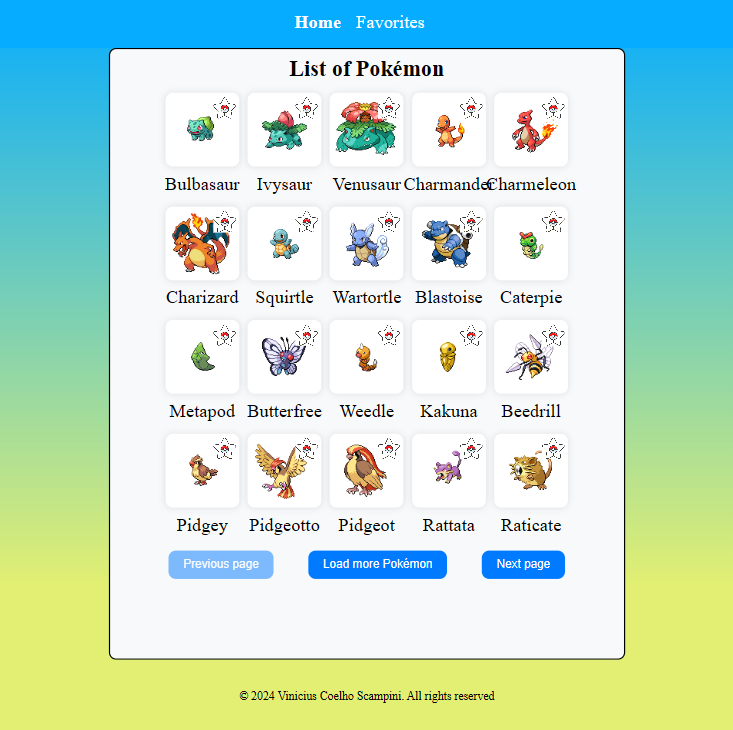 Home Favorites
List of Pokémon
Bulbasaur Ivysaur Venusaur Charmander Charmeleon
Charizard Squirtle Wartortle Blastoise Caterpie
Metapod Butterfree Weedle Kakuna Beedrill
Pidgey Pidgeotto Pidgeot Rattata Raticate
Previous page Load more Pokémon Next page
© 2024 Vinicius Coelho Scampini. All rights reserved